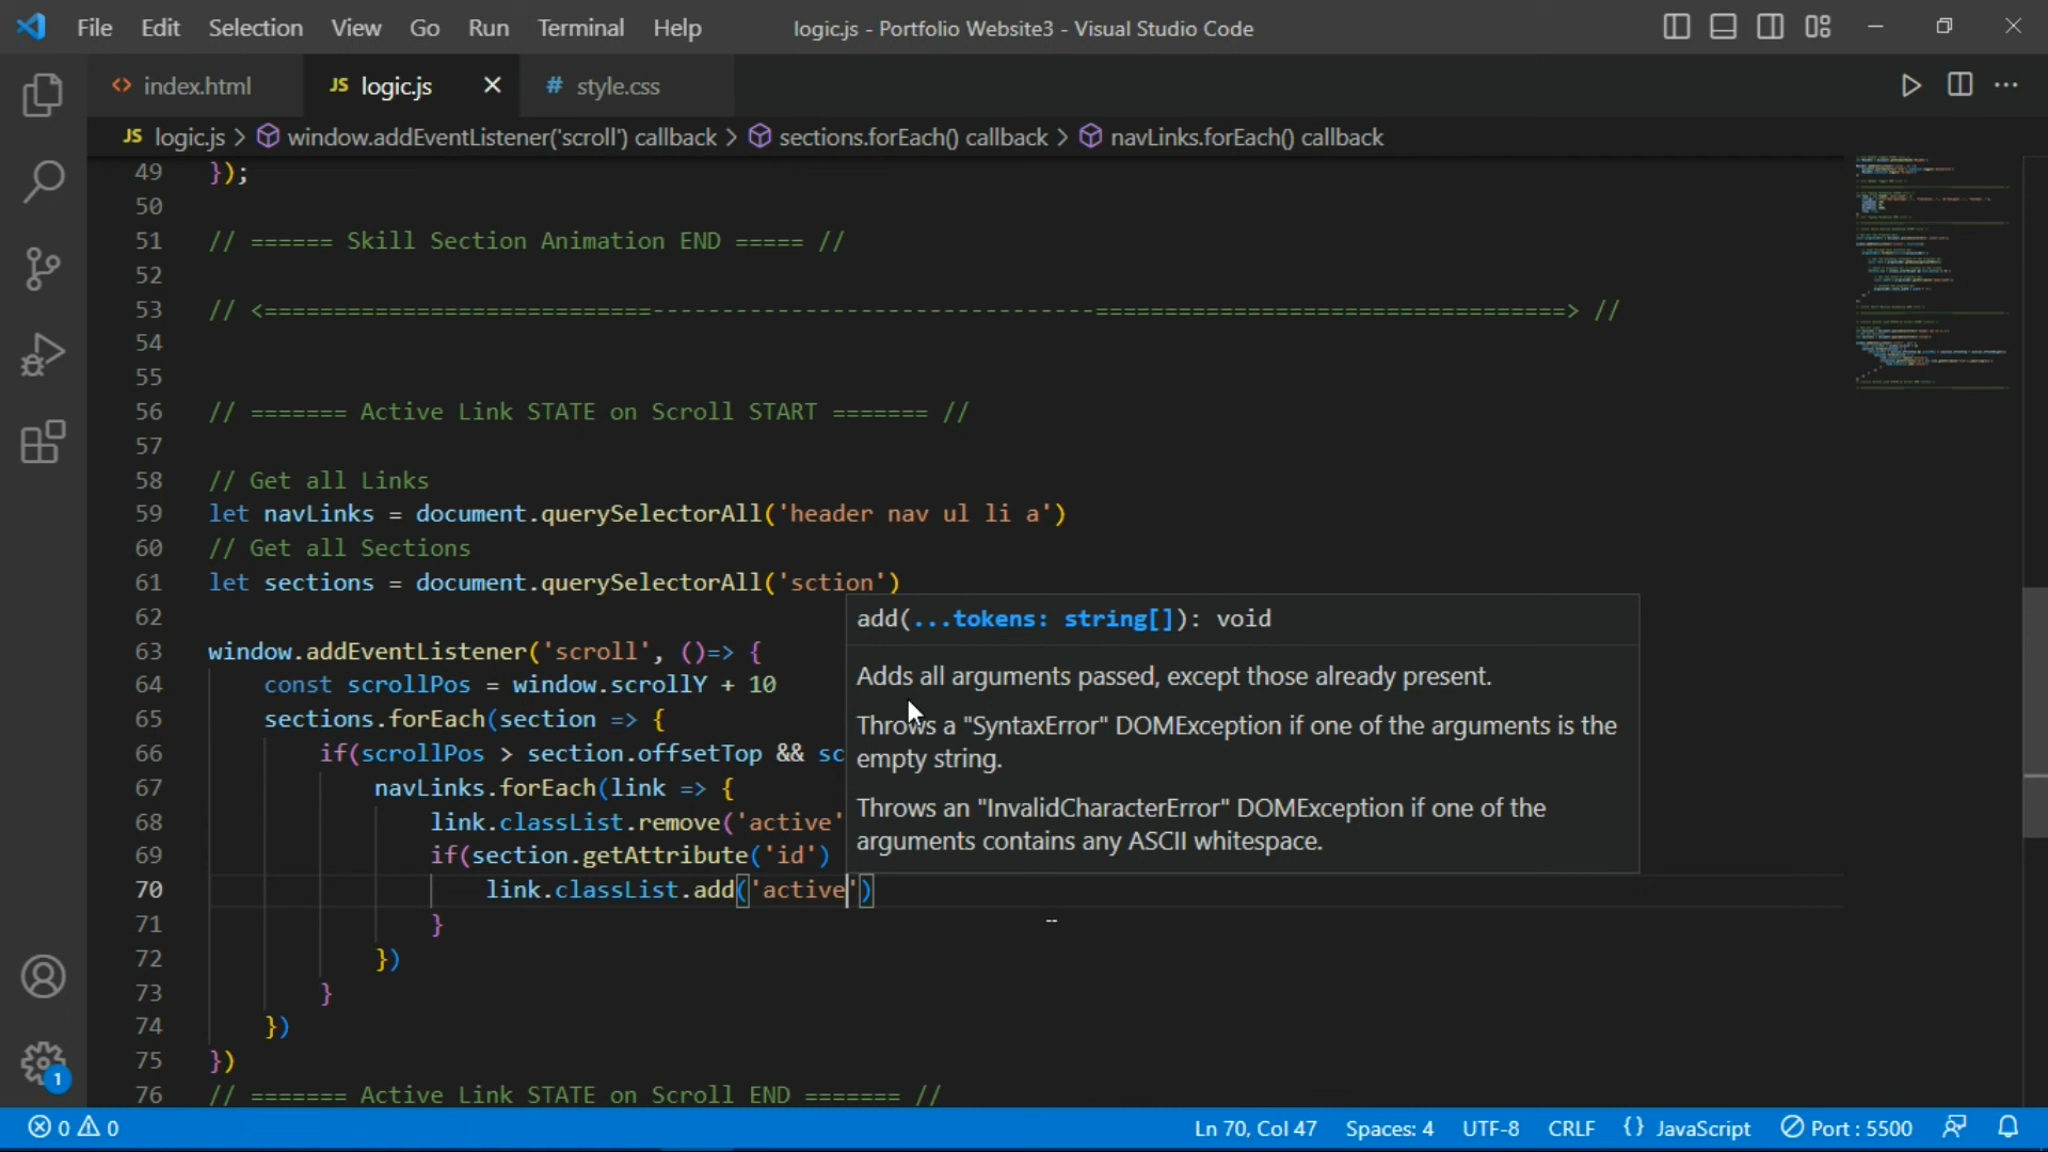 File Edit Selection View Go Run Terminal Help logic.js - Portfolio Website3 - Visual Studio Code
index.html JS logic.js # style.css
JS logic.js > window.addEventListener('scroll') callback > sections.forEach() callback > navLinks.forEach() callback
49 });
50
51 // ====== Skill Section Animation END ===== //
52
53 // <============================--------------------------------==================================> //
54
55
56 // ======= Active Link STATE on Scroll START ======= //
57
58 // Get all Links
59 let navLinks = document.querySelectorAll('header nav ul li a')
60 // Get all Sections
61 let sections = document.querySelectorAll('sction')
62
add(...tokens: string[]): void
63 window.addEventListener('scroll', ()=> {
64 const scrollPos = window.scrollY + 10
Adds all arguments passed, except those already present.
65 sections.forEach(section => {
Throws a "SyntaxError" DOMException if one of the arguments is the
66 if(scrollPos > section.offsetTop && sc
empty string.
67 navLinks.forEach(link => {
Throws an "InvalidCharacterError" DOMException if one of the
68 link.classList.remove('active'
arguments contains any ASCII whitespace.
69 if(section.getAttribute('id')
70 link.classList.add('active')
71 }
72 })
73 }
74 })
75 })
76 // ======= Active Link STATE on Scroll END ======= //
1
0 0 Ln 70, Col 47 Spaces: 4 UTF-8 CRLF {} JavaScript Port : 5500